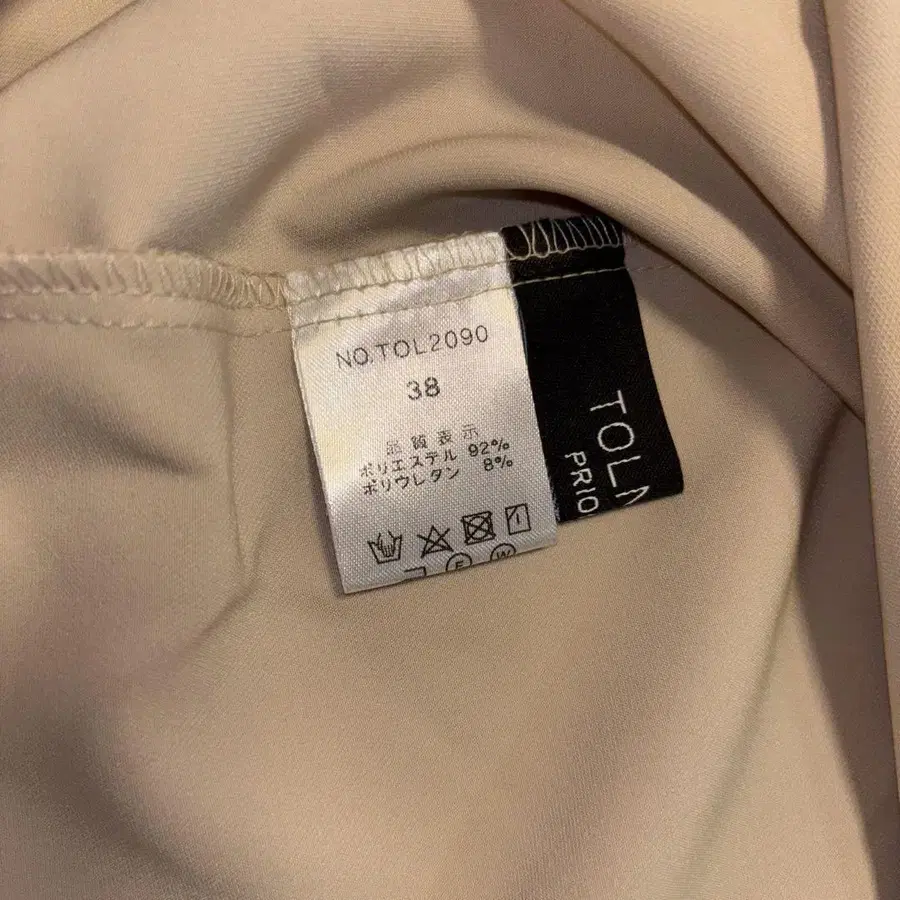 NO.TOL2090
38
品質表示
ポリエステル 92%
ポリウレタン 8%
F W
TOLN
PRIO